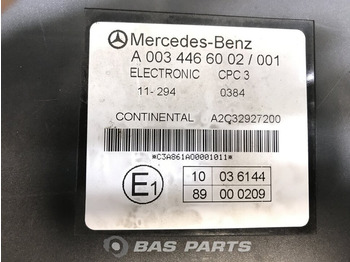 Mercedes-Benz
A 003 446 60 02 / 001
ELECTRONIC CPC 3
11- 294 0384
CONTINENTAL A2C32927200
*C3A861AO0001011*
E1
10 03 6144
89 00 0209
BAS PARTS